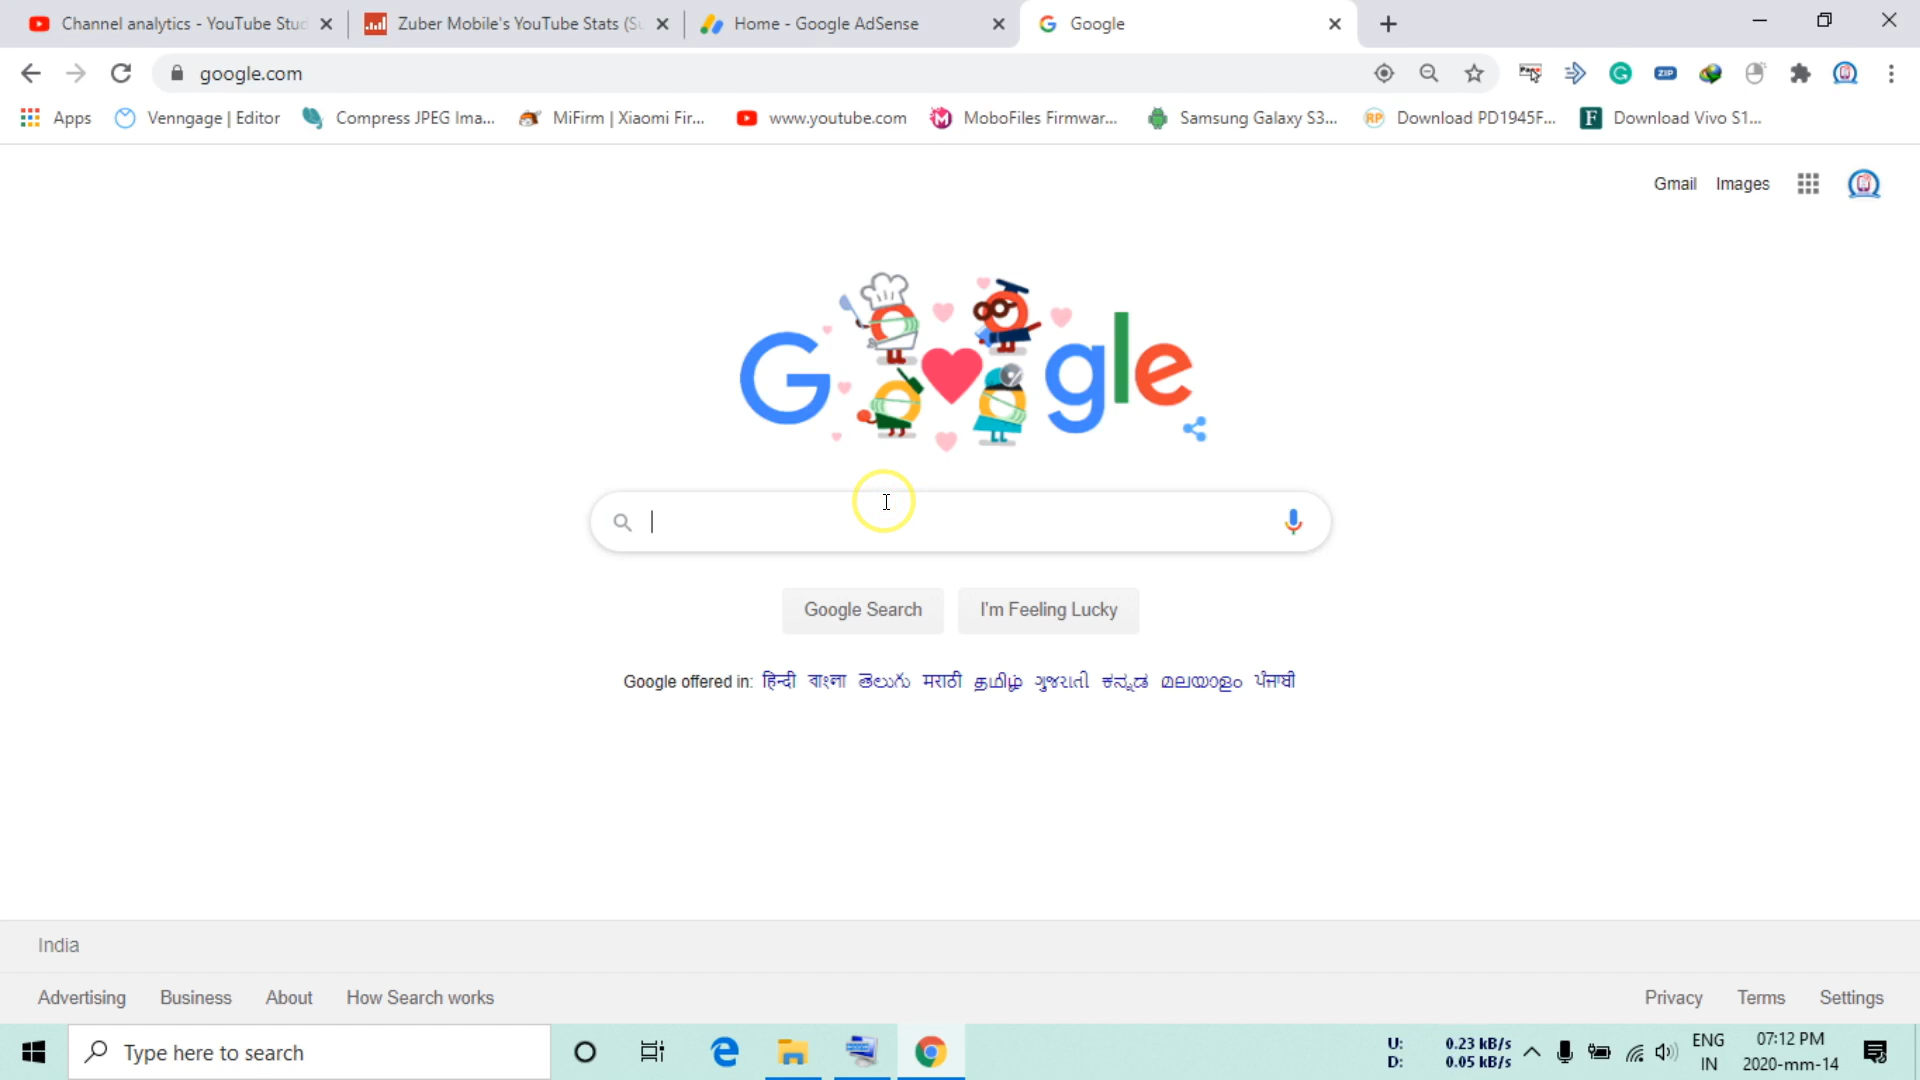 Channel analytics - YouTube Stud
Zuber Mobile's YouTube Stats (Su
Home - Google AdSense
Google
google.com
Apps
Venngage | Editor
Compress JPEG Ima...
MiFirm | Xiaomi Fir...
www.youtube.com
MoboFiles Firmwar...
Samsung Galaxy S3...
Download PD1945F...
Download Vivo S1...
Gmail Images
Google
Google Search
I'm Feeling Lucky
Google offered in: हिन्दी বাংলা తెలుగు मराठी தமிழ் ગુજરાતી ಕನ್ನಡ മലയാളം ਪੰਜਾਬੀ
India
Advertising Business About How Search works
Privacy Terms Settings
Type here to search
U: 0.23 kB/s
D: 0.05 kB/s
ENG
IN
07:12 PM
2020-mm-14